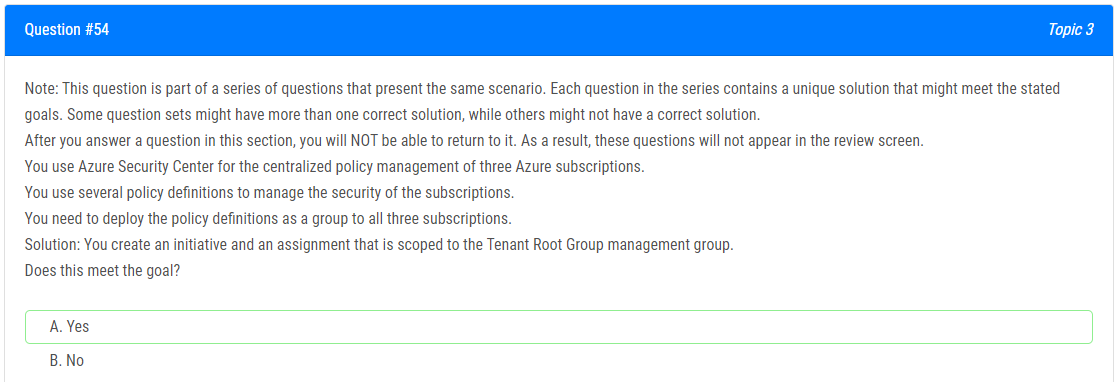 Question #54
Topic 3
Note: This question is part of a series of questions that present the same scenario. Each question in the series contains a unique solution that might meet the stated
goals. Some question sets might have more than one correct solution, while others might not have a correct solution.
After you answer a question in this section, you will NOT be able to return to it. As a result, these questions will not appear in the review screen.
You use Azure Security Center for the centralized policy management of three Azure subscriptions.
You use several policy definitions to manage the security of the subscriptions.
You need to deploy the policy definitions as a group to all three subscriptions.
Solution: You create an initiative and an assignment that is scoped to the Tenant Root Group management group.
Does this meet the goal?
A. Yes
B. No